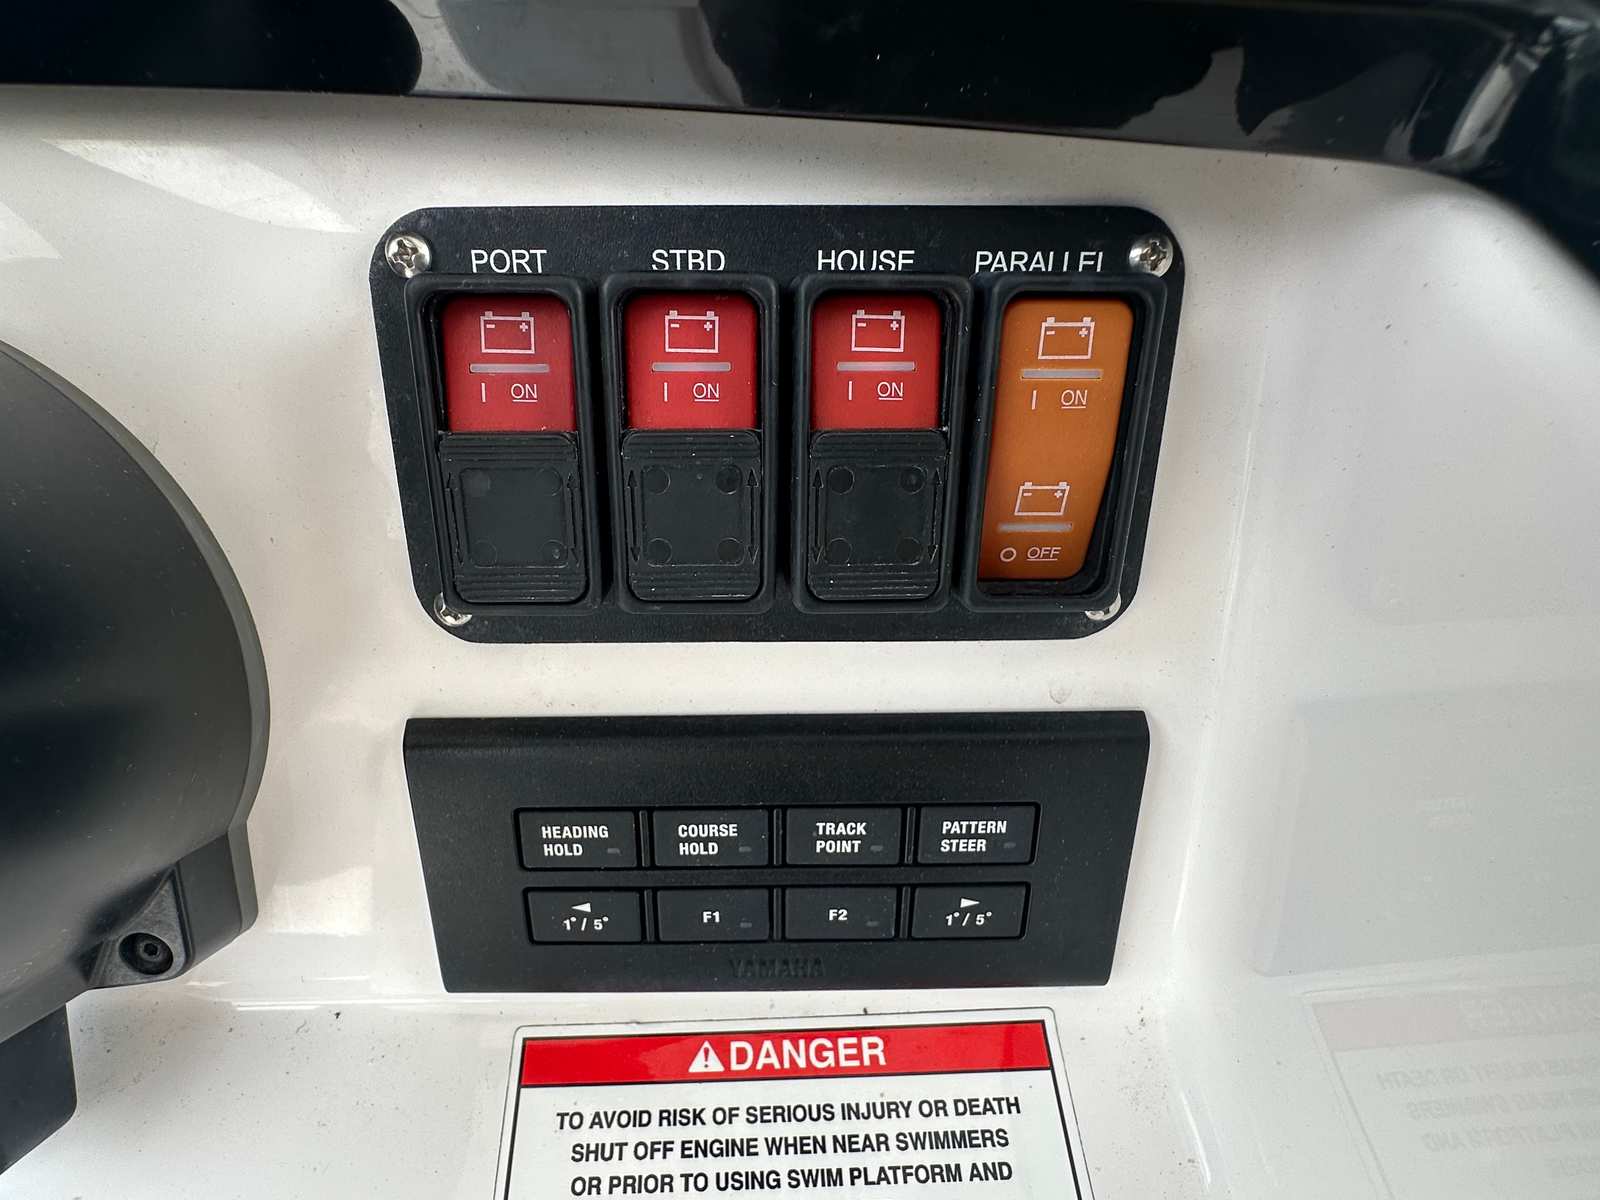 PORT STBD HOUSE PARALLEL
I ON I ON I ON I ON
O OFF
HEADING COURSE TRACK PATTERN
HOLD HOLD POINT STEER
1°/5° F1 F2 1°/5°
YAMAHA
DANGER
TO AVOID RISK OF SERIOUS INJURY OR DEATH
SHUT OFF ENGINE WHEN NEAR SWIMMERS
OR PRIOR TO USING SWIM PLATFORM AND